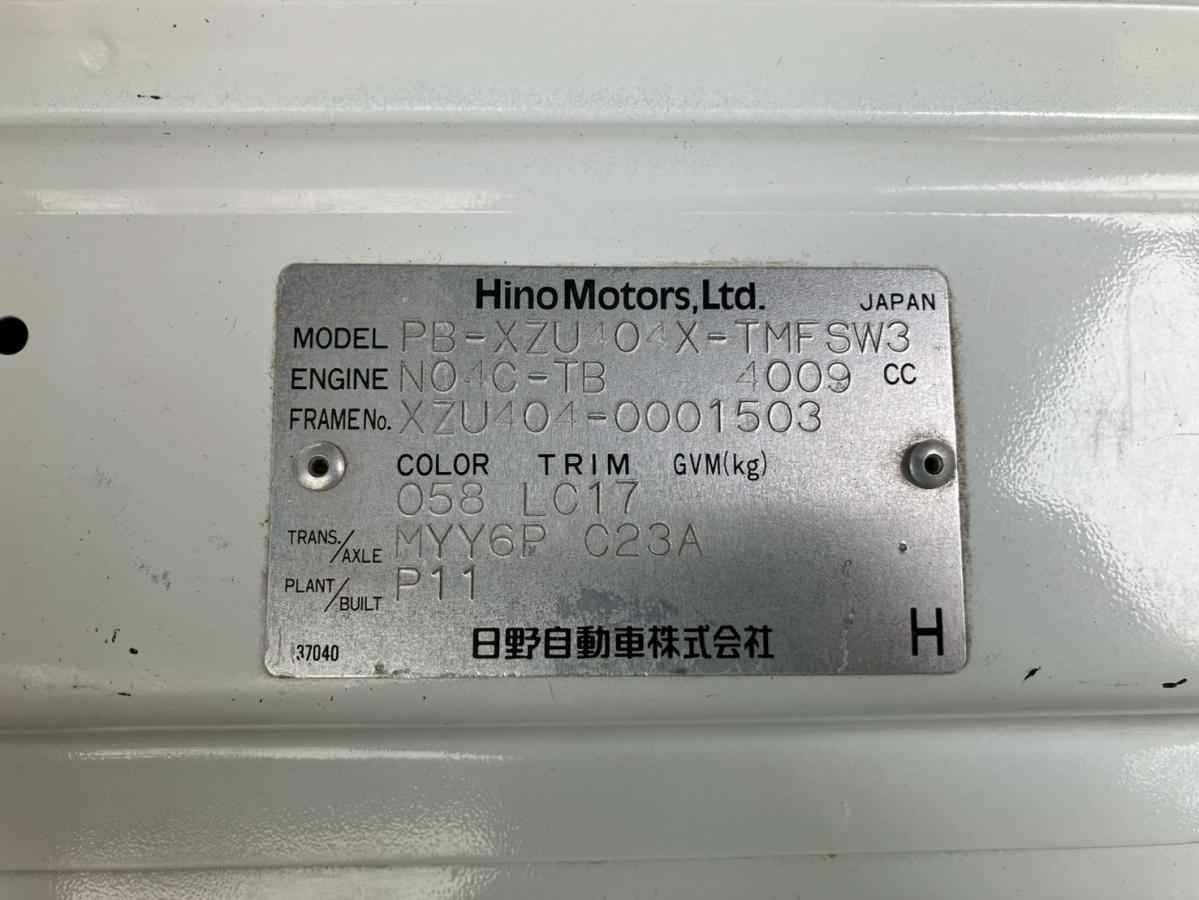 Hino Motors, Ltd. JAPAN
MODEL PB-XZU404X-TMFSW3
ENGINE N04C-TB 4009 CC
FRAME No. XZU404-0001503
COLOR TRIM GVM(kg)
058 LC17
TRANS./AXLE MYY6P C23A
PLANT/BUILT P11
37040 日野自動車株式会社 H